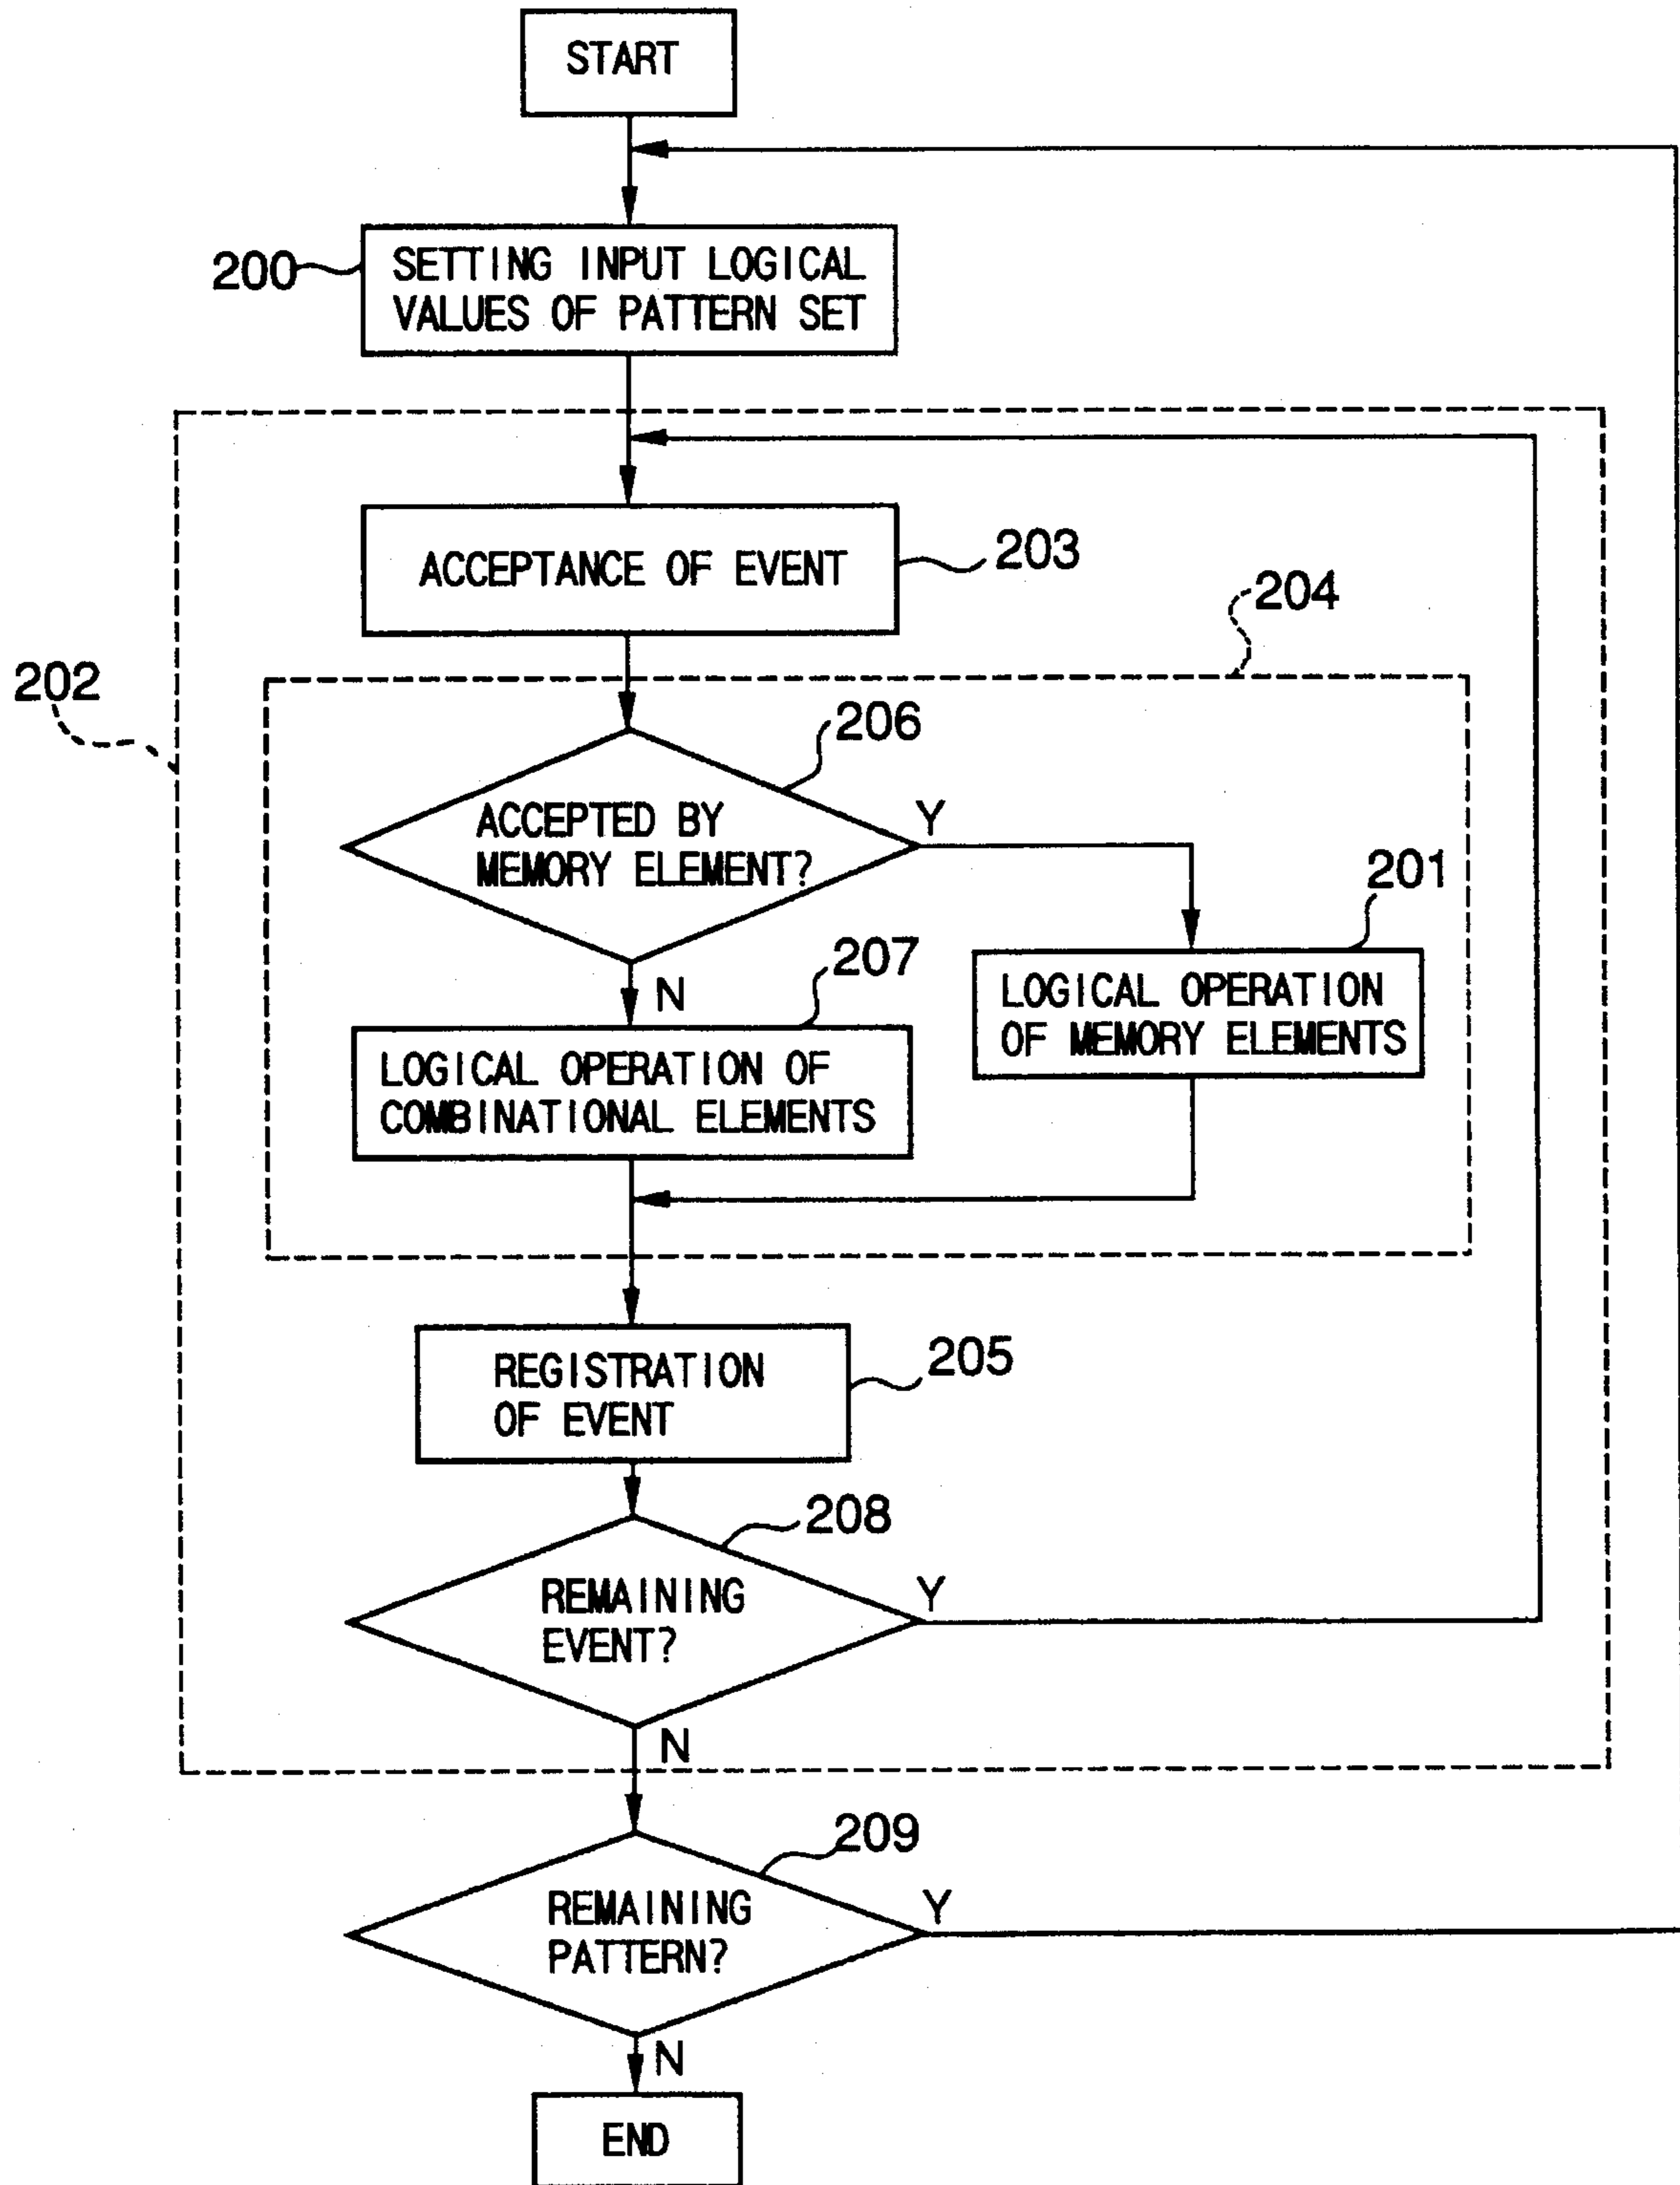 START
200
SETTING INPUT LOGICAL
VALUES OF PATTERN SET
ACCEPTANCE OF EVENT
203
204
202
206
ACCEPTED BY
MEMORY ELEMENT?
Y
201
207
N
LOGICAL OPERATION
OF MEMORY ELEMENTS
LOGICAL OPERATION OF
COMBINATIONAL ELEMENTS
REGISTRATION
OF EVENT
205
208
REMAINING
EVENT?
Y
N
209
REMAINING
PATTERN?
Y
N
END